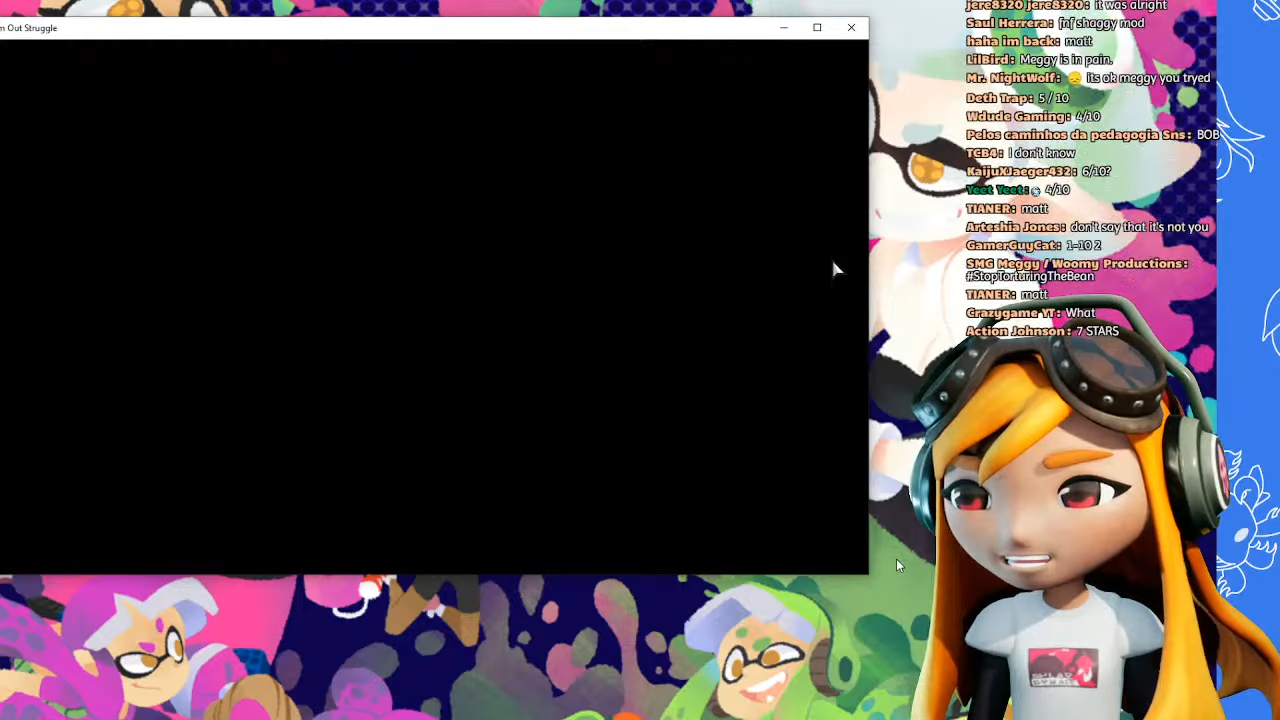 m Out Struggle
jere8320 jere8320: it was alright
Saul Herrera: fnf shaggy mod
haha im back: matt
LilBird: Meggy is in pain.
Mr. NightWolf: 😞 its ok meggy you tryed
Deth Trap: 5 / 10
Wdude Gaming: 4/10
Pelos caminhos da pedagogia Sns: BOB
TCB4: I don't know
KaijuXJaeger432: 6/10?
Yeet Yeet: 4/10
TIANER: matt
Arteshia Jones: don't say that it's not you
GamerGuyCat: 1-10 2
SMG Meggy / Woomy Productions:
#StopTorturingTheBean
TIANER: matt
Crazygame YT: What
Action Johnson: 7 STARS